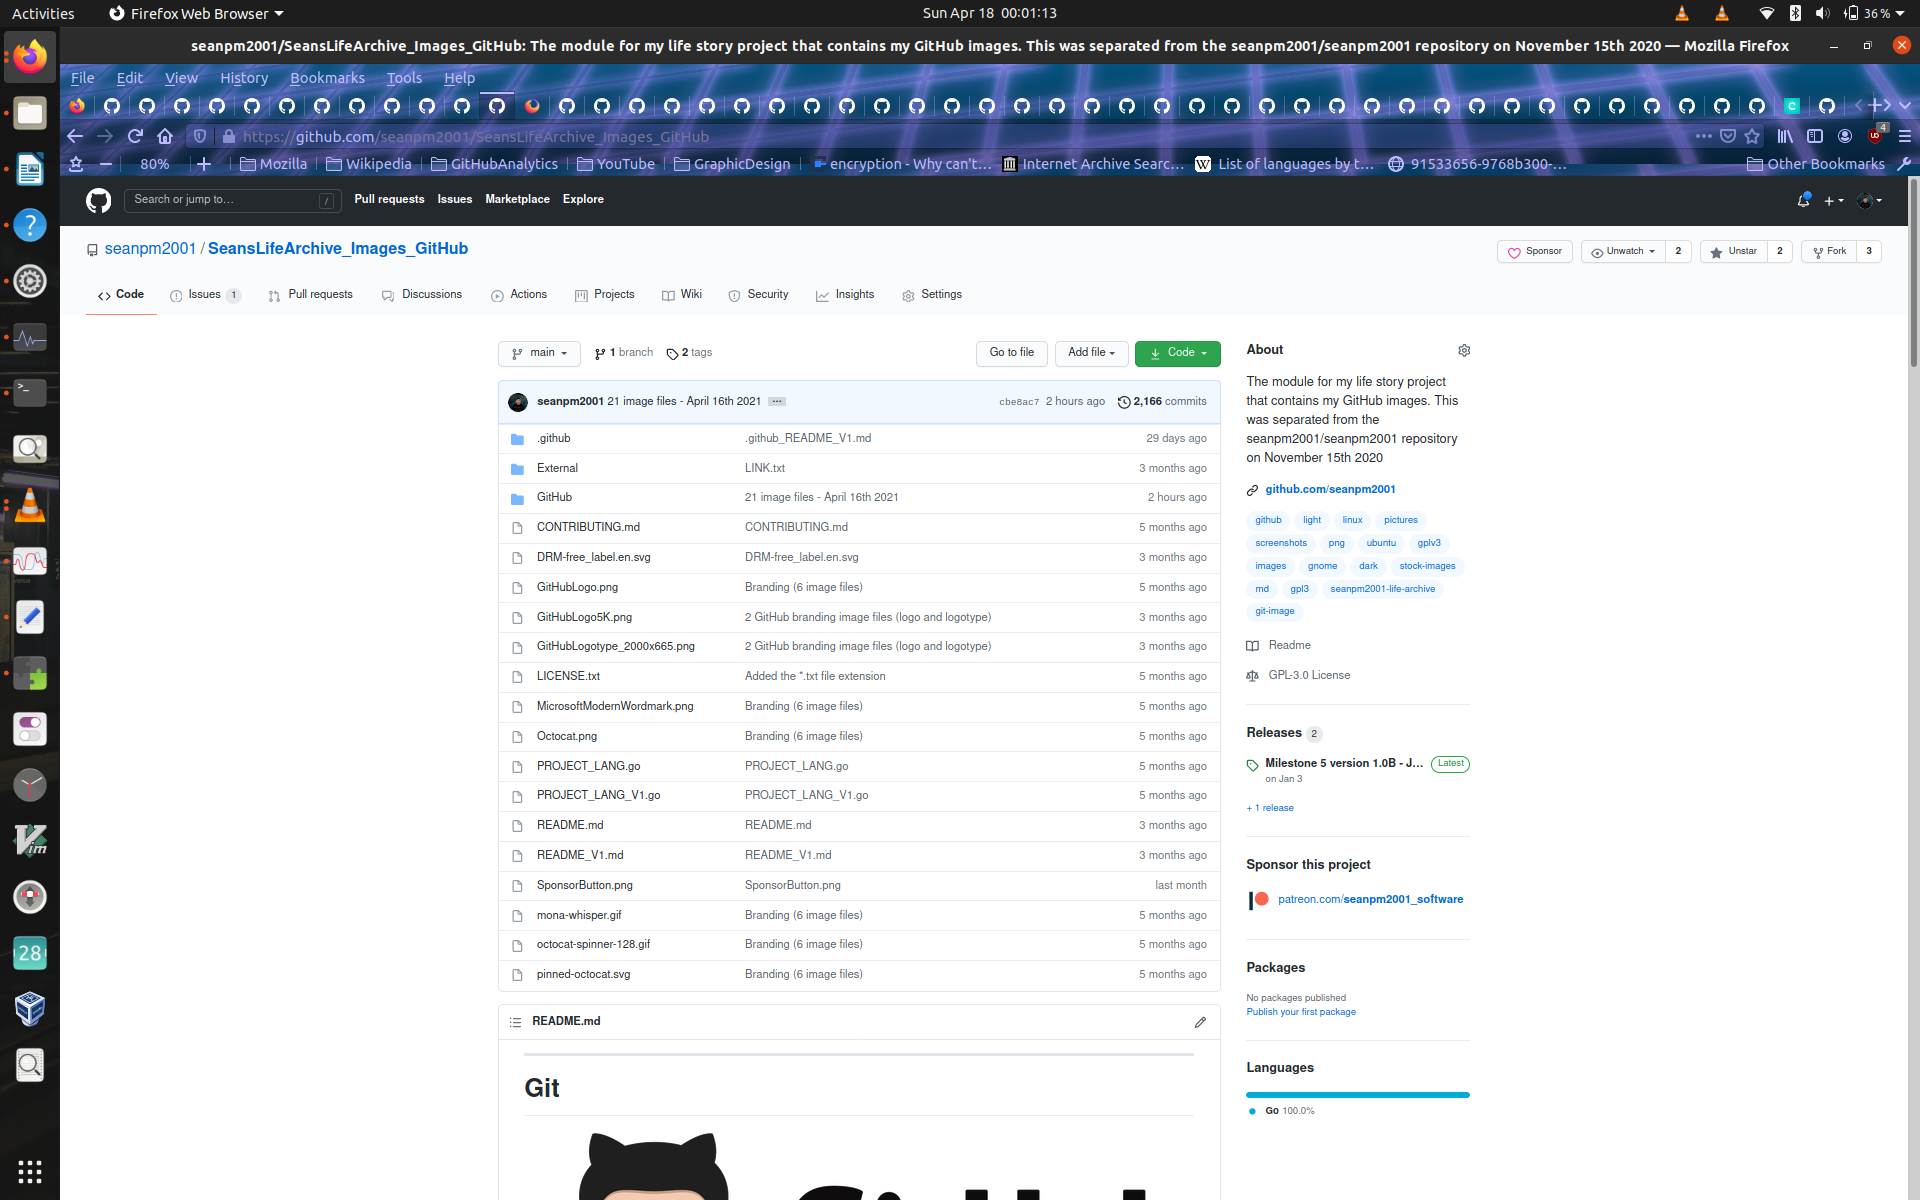 Activities Firefox Web Browser Sun Apr 18 00:01:13 36 %
seanpm2001/SeansLifeArchive_Images_GitHub: The module for my life story project that contains my GitHub images. This was separated from the seanpm2001/seanpm2001 repository on November 15th 2020 — Mozilla Firefox
File Edit View History Bookmarks Tools Help
https://github.com/seanpm2001/SeansLifeArchive_Images_GitHub 4
80% Mozilla Wikipedia GitHubAnalytics YouTube GraphicDesign encryption - Why can't… Internet Archive Searc… List of languages by t… 91533656-9768b300-… Other Bookmarks
Search or jump to… / Pull requests Issues Marketplace Explore
seanpm2001 / SeansLifeArchive_Images_GitHub Sponsor Unwatch 2 Unstar 2 Fork 3
Code Issues 1 Pull requests Discussions Actions Projects Wiki Security Insights Settings
main 1 branch 2 tags Go to file Add file Code
seanpm2001 21 image files - April 16th 2021 … cbe8ac7 2 hours ago 2,166 commits
.github .github_README_V1.md 29 days ago
External LINK.txt 3 months ago
GitHub 21 image files - April 16th 2021 2 hours ago
CONTRIBUTING.md CONTRIBUTING.md 5 months ago
DRM-free_label.en.svg DRM-free_label.en.svg 3 months ago
GitHubLogo.png Branding (6 image files) 5 months ago
GitHubLogo5K.png 2 GitHub branding image files (logo and logotype) 3 months ago
GitHubLogotype_2000x665.png 2 GitHub branding image files (logo and logotype) 3 months ago
LICENSE.txt Added the *.txt file extension 5 months ago
MicrosoftModernWordmark.png Branding (6 image files) 5 months ago
Octocat.png Branding (6 image files) 5 months ago
PROJECT_LANG.go PROJECT_LANG.go 5 months ago
PROJECT_LANG_V1.go PROJECT_LANG_V1.go 5 months ago
README.md README.md 3 months ago
README_V1.md README_V1.md 3 months ago
SponsorButton.png SponsorButton.png last month
mona-whisper.gif Branding (6 image files) 5 months ago
octocat-spinner-128.gif Branding (6 image files) 5 months ago
pinned-octocat.svg Branding (6 image files) 5 months ago
README.md
Git
About
The module for my life story project
that contains my GitHub images. This
was separated from the
seanpm2001/seanpm2001 repository
on November 15th 2020
github.com/seanpm2001
github light linux pictures
screenshots png ubuntu gplv3
images gnome dark stock-images
md gpl3 seanpm2001-life-archive
git-image
Readme
GPL-3.0 License
Releases 2
Milestone 5 version 1.0B - J… Latest
on Jan 3
+ 1 release
Sponsor this project
patreon.com/seanpm2001_software
Packages
No packages published
Publish your first package
Languages
Go 100.0%
28